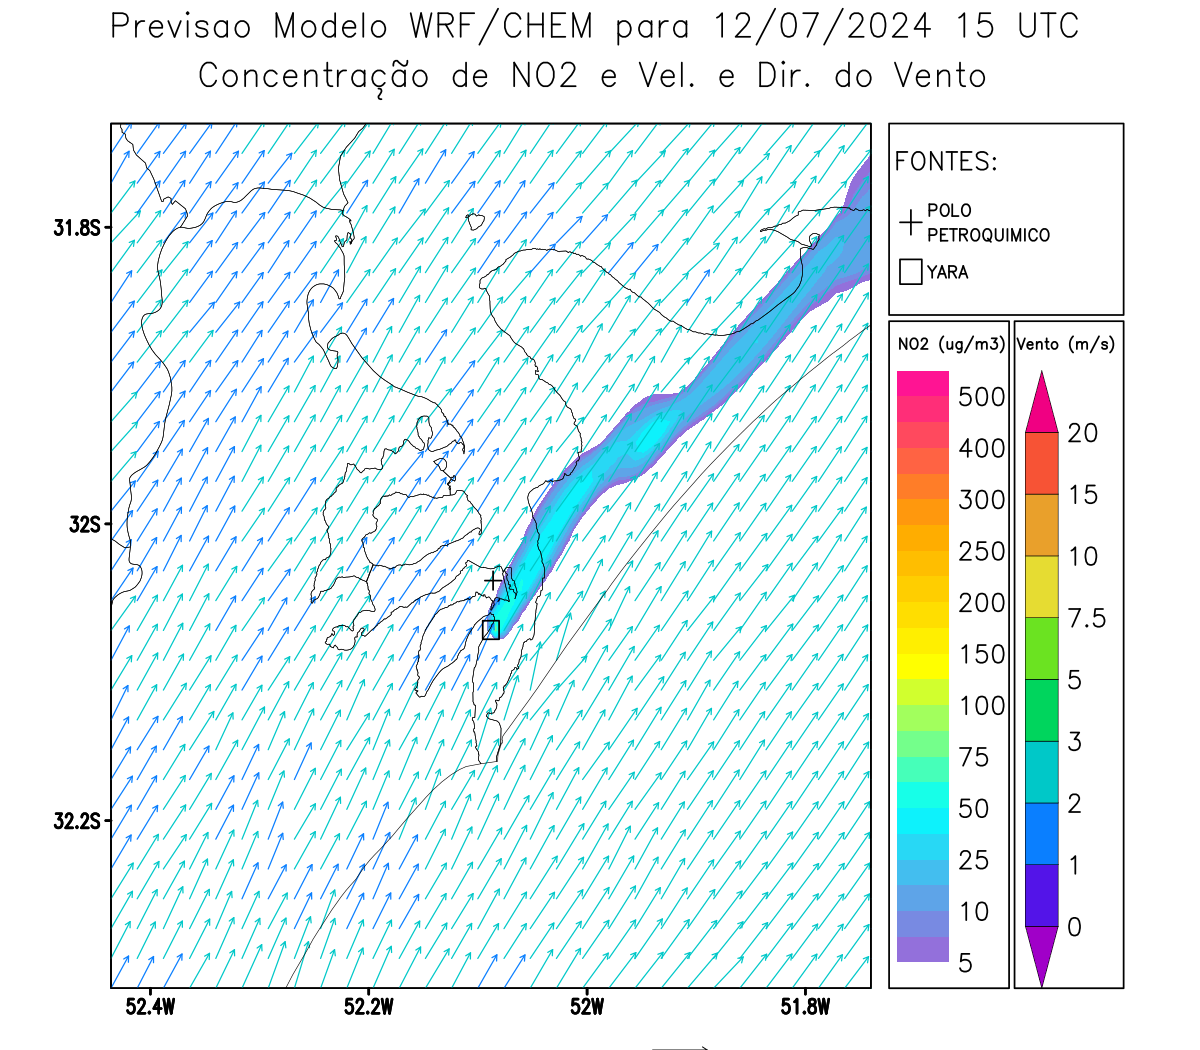 Previsao Modelo WRF/CHEM para 12/07/2024 15 UTC
Concentração de NO2 e Vel. e Dir. do Vento
FONTES:
POLO
PETROQUIMICO
YARA
NO2 (ug/m3)
500
400
300
250
200
150
100
75
50
25
10
5
Vento (m/s)
20
15
10
7.5
5
3
2
1
0
31.8S
32S
32.2S
52.4W
52.2W
52W
51.8W